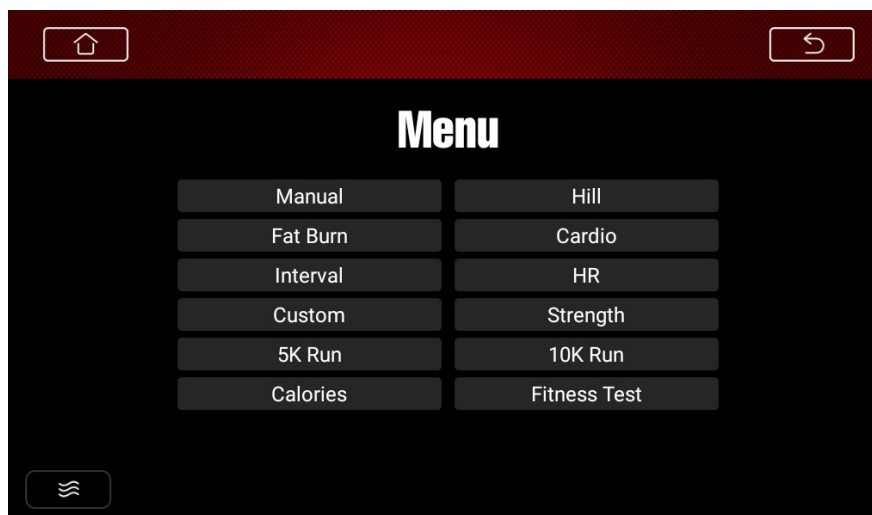 Menu
Manual
Hill
Fat Burn
Cardio
Interval
HR
Custom
Strength
5K Run
10K Run
Calories
Fitness Test